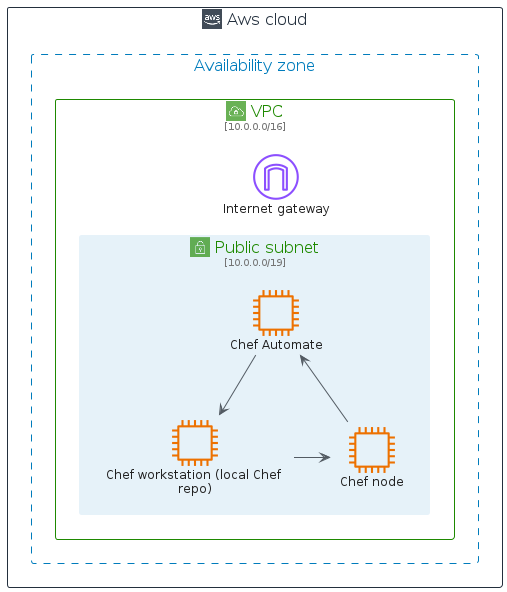 aws
Aws cloud
Availability zone
VPC
[10.0.0.0/16]
Internet gateway
Public subnet
[10.0.0.0/19]
Chef Automate
Chef workstation (local Chef
repo)
Chef node